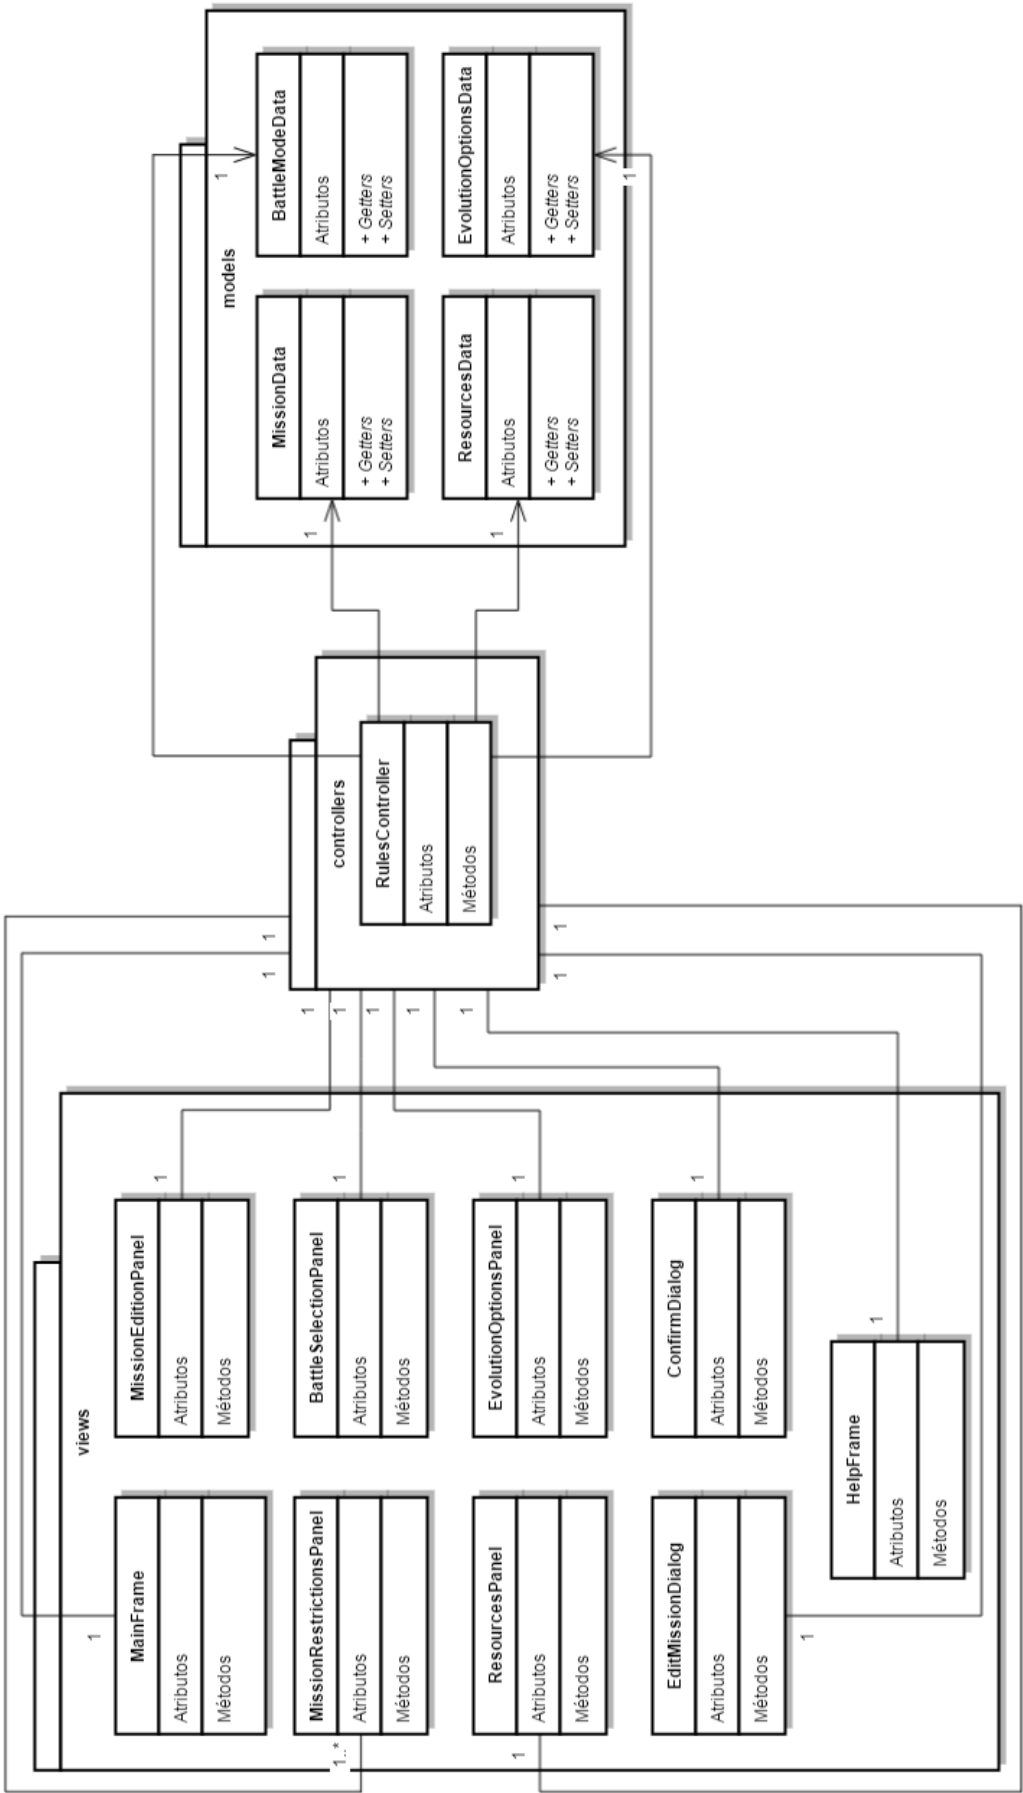 views
MainFrame
Atributos
Métodos
1
MissionEditionPanel
Atributos
Métodos
1
MissionRestrictionsPanel
Atributos
Métodos
1..*
BattleSelectionPanel
Atributos
Métodos
1
ResourcesPanel
Atributos
Métodos
1
EvolutionOptionsPanel
Atributos
Métodos
1
EditMissionDialog
Atributos
Métodos
1
ConfirmDialog
Atributos
Métodos
1
HelpFrame
Atributos
Métodos
1
controllers
RulesController
Atributos
Métodos
1
1
1
1
1
1
1
1
1
models
MissionData
Atributos
+ Getters
+ Setters
1
BattleModeData
Atributos
+ Getters
+ Setters
1
ResourcesData
Atributos
+ Getters
+ Setters
1
EvolutionOptionsData
Atributos
+ Getters
+ Setters
1